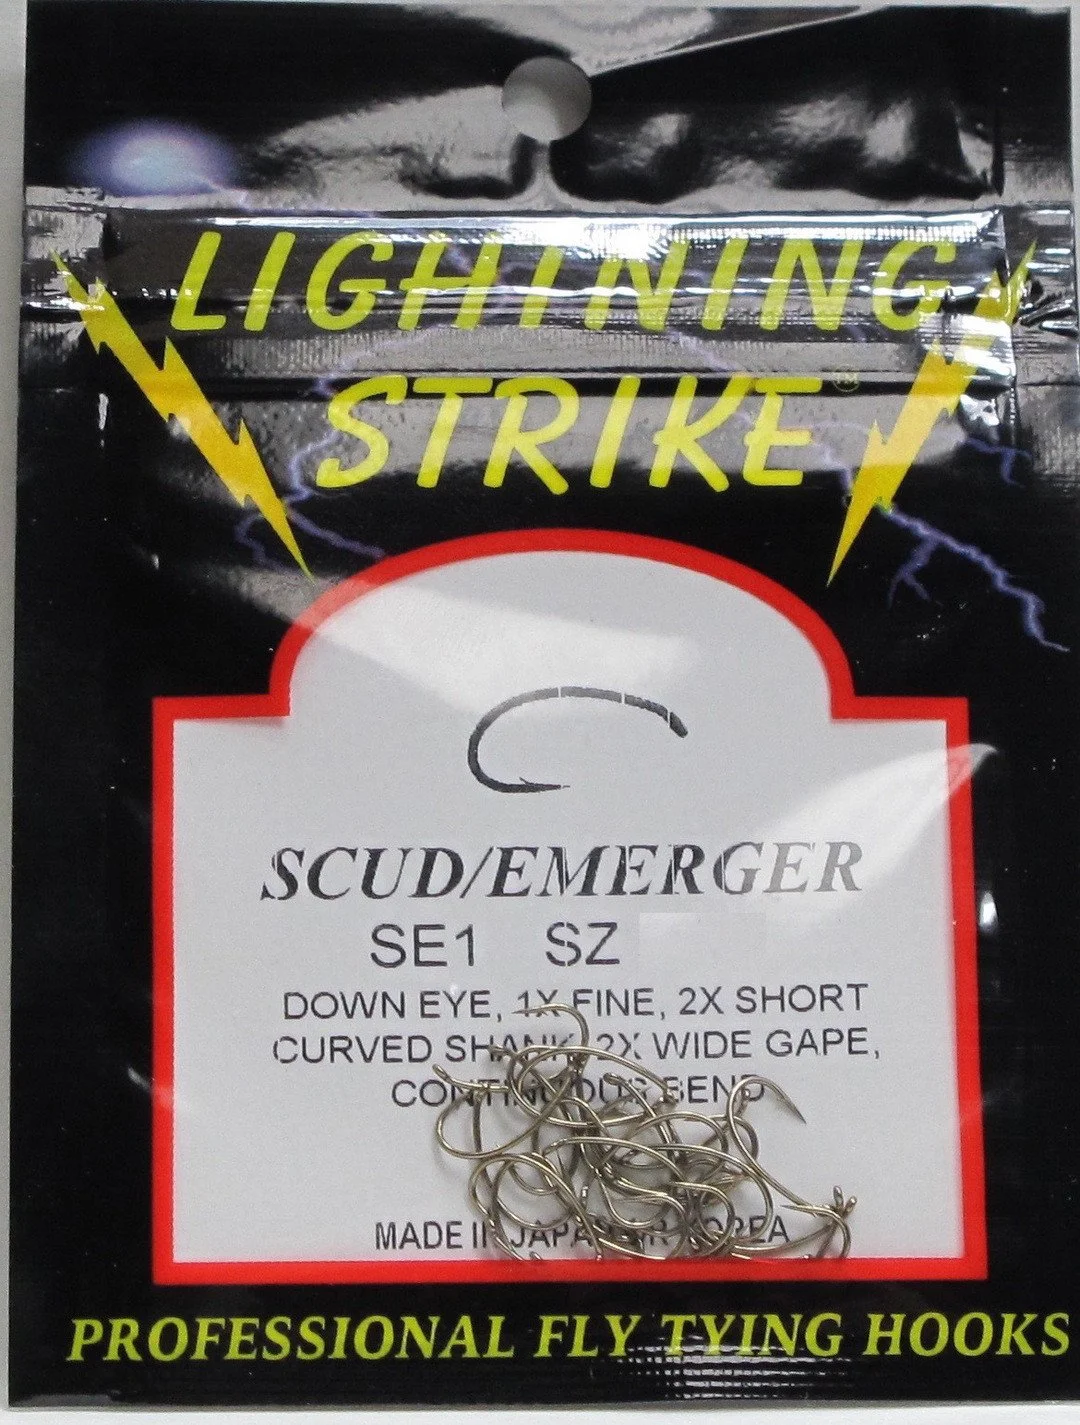 LIGHTNING
STRIKE®
SCUD/EMERGER
SE1 SZ
DOWN EYE, 1X FINE, 2X SHORT
CURVED SHANK, 2X WIDE GAPE,
CONTINUOUS BEND
MADE IN JAPAN OR KOREA
PROFESSIONAL FLY TYING HOOKS